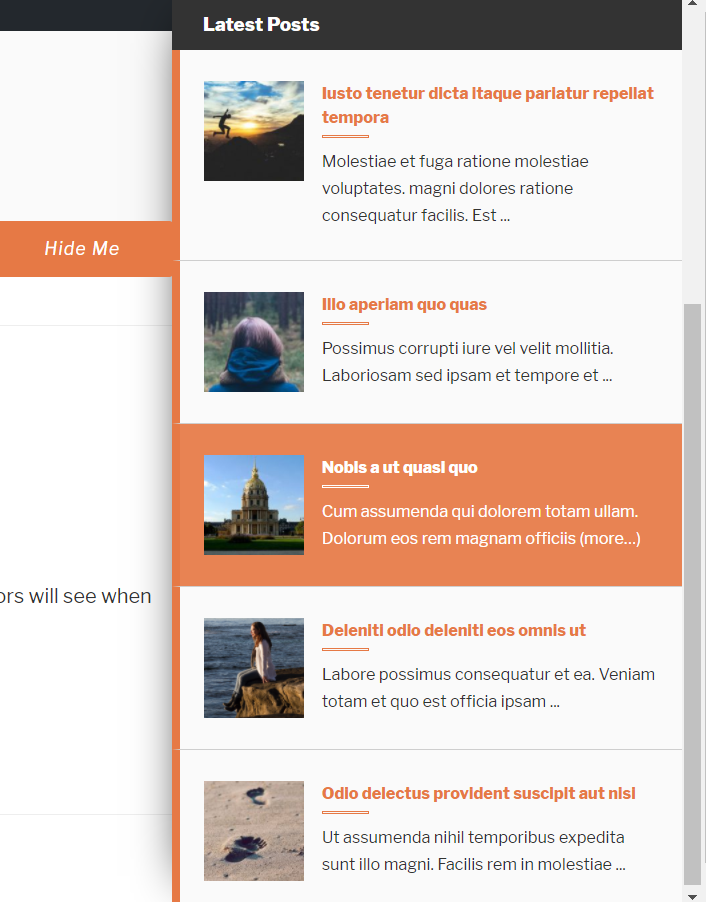 Latest Posts
Iusto tenetur dicta itaque pariatur repellat
tempora
Molestiae et fuga ratione molestiae
voluptates. magni dolores ratione
consequatur facilis. Est ...
Hide Me
Illo aperiam quo quas
Possimus corrupti iure vel velit mollitia.
Laboriosam sed ipsam et tempore et ...
Nobis a ut quasi quo
Cum assumenda qui dolorem totam ullam.
Dolorum eos rem magnam officiis (more…)
ors will see when
Deleniti odio deleniti eos omnis ut
Labore possimus consequatur et ea. Veniam
totam et quo est officia ipsam ...
Odio delectus provident suscipit aut nisi
Ut assumenda nihil temporibus expedita
sunt illo magni. Facilis rem in molestiae ...